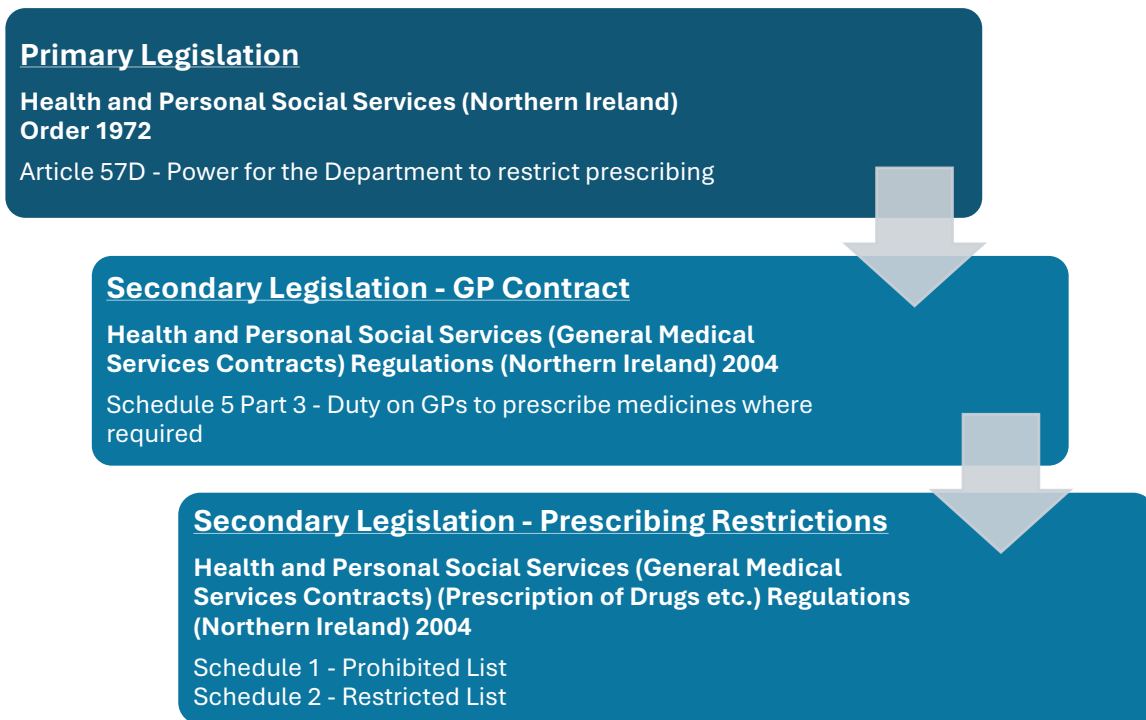 Primary Legislation
Health and Personal Social Services (Northern Ireland)
Order 1972
Article 57D - Power for the Department to restrict prescribing
Secondary Legislation - GP Contract
Health and Personal Social Services (General Medical
Services Contracts) Regulations (Northern Ireland) 2004
Schedule 5 Part 3 - Duty on GPs to prescribe medicines where
required
Secondary Legislation - Prescribing Restrictions
Health and Personal Social Services (General Medical
Services Contracts) (Prescription of Drugs etc.) Regulations
(Northern Ireland) 2004
Schedule 1 - Prohibited List
Schedule 2 - Restricted List